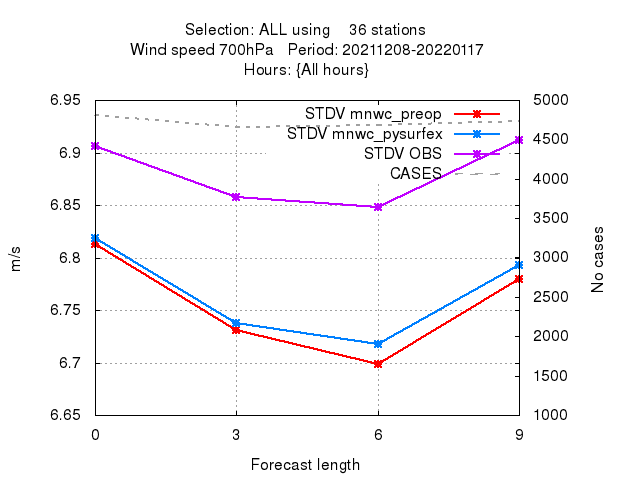 Selection: ALL using 36 stations
Wind speed 700hPa Period: 20211208-20220117
Hours: {All hours}
STDV mnwc_preop
STDV mnwc_pysurfex
STDV OBS
CASES
6.95
6.9
6.85
6.8
6.75
6.7
6.65
m/s
5000
4500
4000
3500
3000
2500
2000
1500
1000
No cases
0 3 6 9
Forecast length